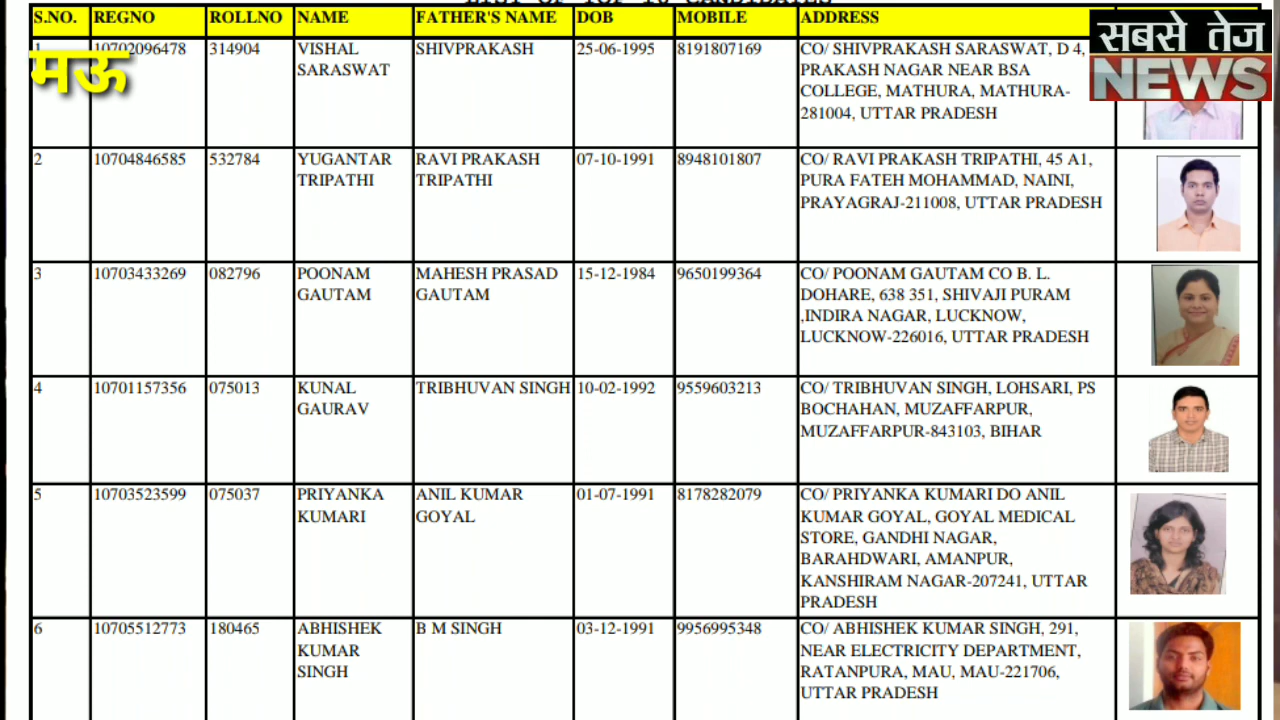 LIST OF TOP 10 CANDIDATES
S.NO. REGNO ROLLNO NAME FATHER'S NAME DOB MOBILE ADDRESS
सबसे तेज
NEWS
मऊ
1 10702096478 314904 VISHAL SHIVPRAKASH 25-06-1995 8191807169 CO/ SHIVPRAKASH SARASWAT, D 4,
SARASWAT PRAKASH NAGAR NEAR BSA
COLLEGE, MATHURA, MATHURA-
281004, UTTAR PRADESH
2 10704846585 532784 YUGANTAR RAVI PRAKASH 07-10-1991 8948101807 CO/ RAVI PRAKASH TRIPATHI, 45 A1,
TRIPATHI TRIPATHI PURA FATEH MOHAMMAD, NAINI,
PRAYAGRAJ-211008, UTTAR PRADESH
3 10703433269 082796 POONAM MAHESH PRASAD 15-12-1984 9650199364 CO/ POONAM GAUTAM CO B. L.
GAUTAM GAUTAM DOHARE, 638 351, SHIVAJI PURAM
,INDIRA NAGAR, LUCKNOW,
LUCKNOW-226016, UTTAR PRADESH
4 10701157356 075013 KUNAL TRIBHUVAN SINGH 10-02-1992 9559603213 CO/ TRIBHUVAN SINGH, LOHSARI, PS
GAURAV BOCHAHAN, MUZAFFARPUR,
MUZAFFARPUR-843103, BIHAR
5 10703523599 075037 PRIYANKA ANIL KUMAR 01-07-1991 8178282079 CO/ PRIYANKA KUMARI DO ANIL
KUMARI GOYAL KUMAR GOYAL, GOYAL MEDICAL
STORE, GANDHI NAGAR,
BARAHDWARI, AMANPUR,
KANSHIRAM NAGAR-207241, UTTAR
PRADESH
6 10705512773 180465 ABHISHEK B M SINGH 03-12-1991 9956995348 CO/ ABHISHEK KUMAR SINGH, 291,
KUMAR NEAR ELECTRICITY DEPARTMENT,
SINGH RATANPURA, MAU, MAU-221706,
UTTAR PRADESH